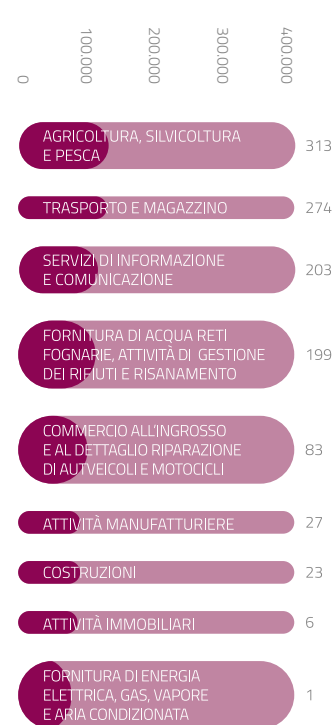 0
100.000
200.000
300.000
400.000
AGRICOLTURA, SILVICOLTURA
E PESCA
313
TRASPORTO E MAGAZZINO
274
SERVIZI DI INFORMAZIONE
E COMUNICAZIONE
203
FORNITURA DI ACQUA RETI
FOGNARIE, ATTIVITÀ DI GESTIONE
DEI RIFIUTI E RISANAMENTO
199
COMMERCIO ALL'INGROSSO
E AL DETTAGLIO RIPARAZIONE
DI AUTVEICOLI E MOTOCICLI
83
ATTIVITÀ MANUFATTURIERE
27
COSTRUZIONI
23
ATTIVITÀ IMMOBILIARI
6
FORNITURA DI ENERGIA
ELETTRICA, GAS, VAPORE
E ARIA CONDIZIONATA
1